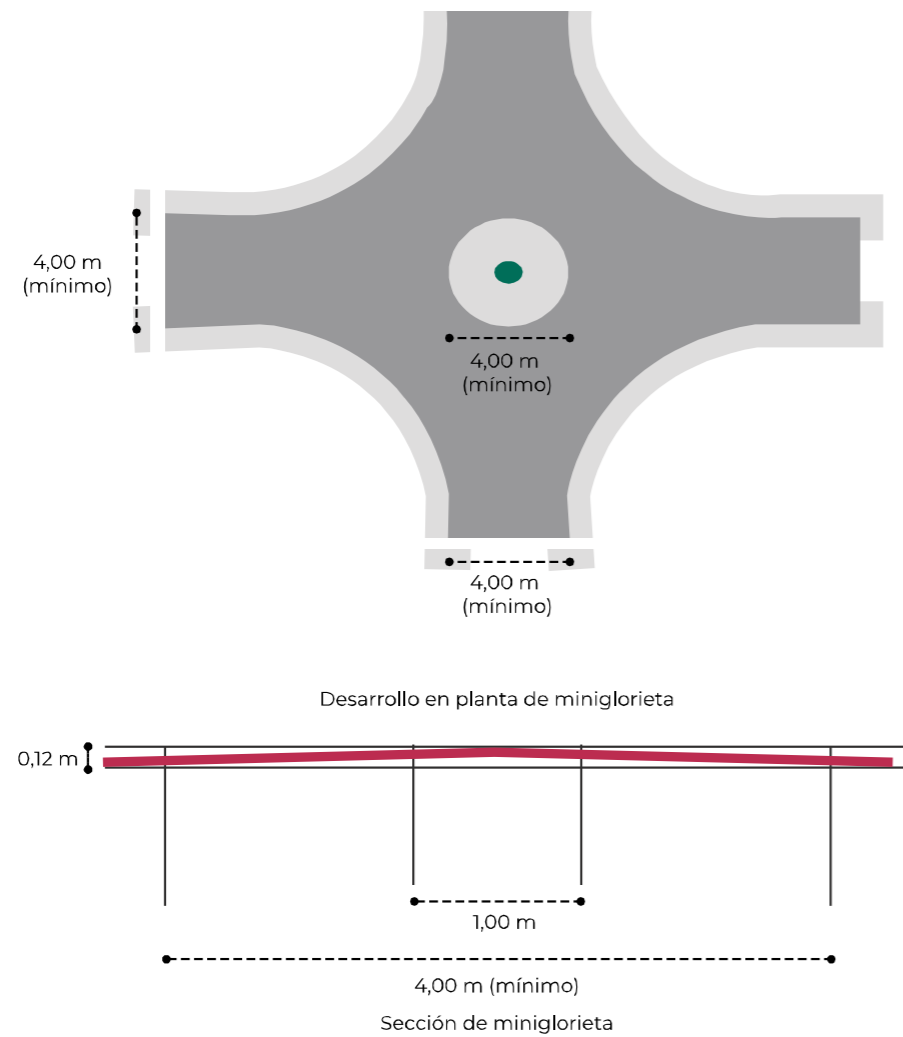 4,00 m
(mínimo)
4,00 m
(mínimo)
4,00 m
(mínimo)
Desarrollo en planta de miniglorieta
0,12 m
1,00 m
4,00 m (mínimo)
Sección de miniglorieta